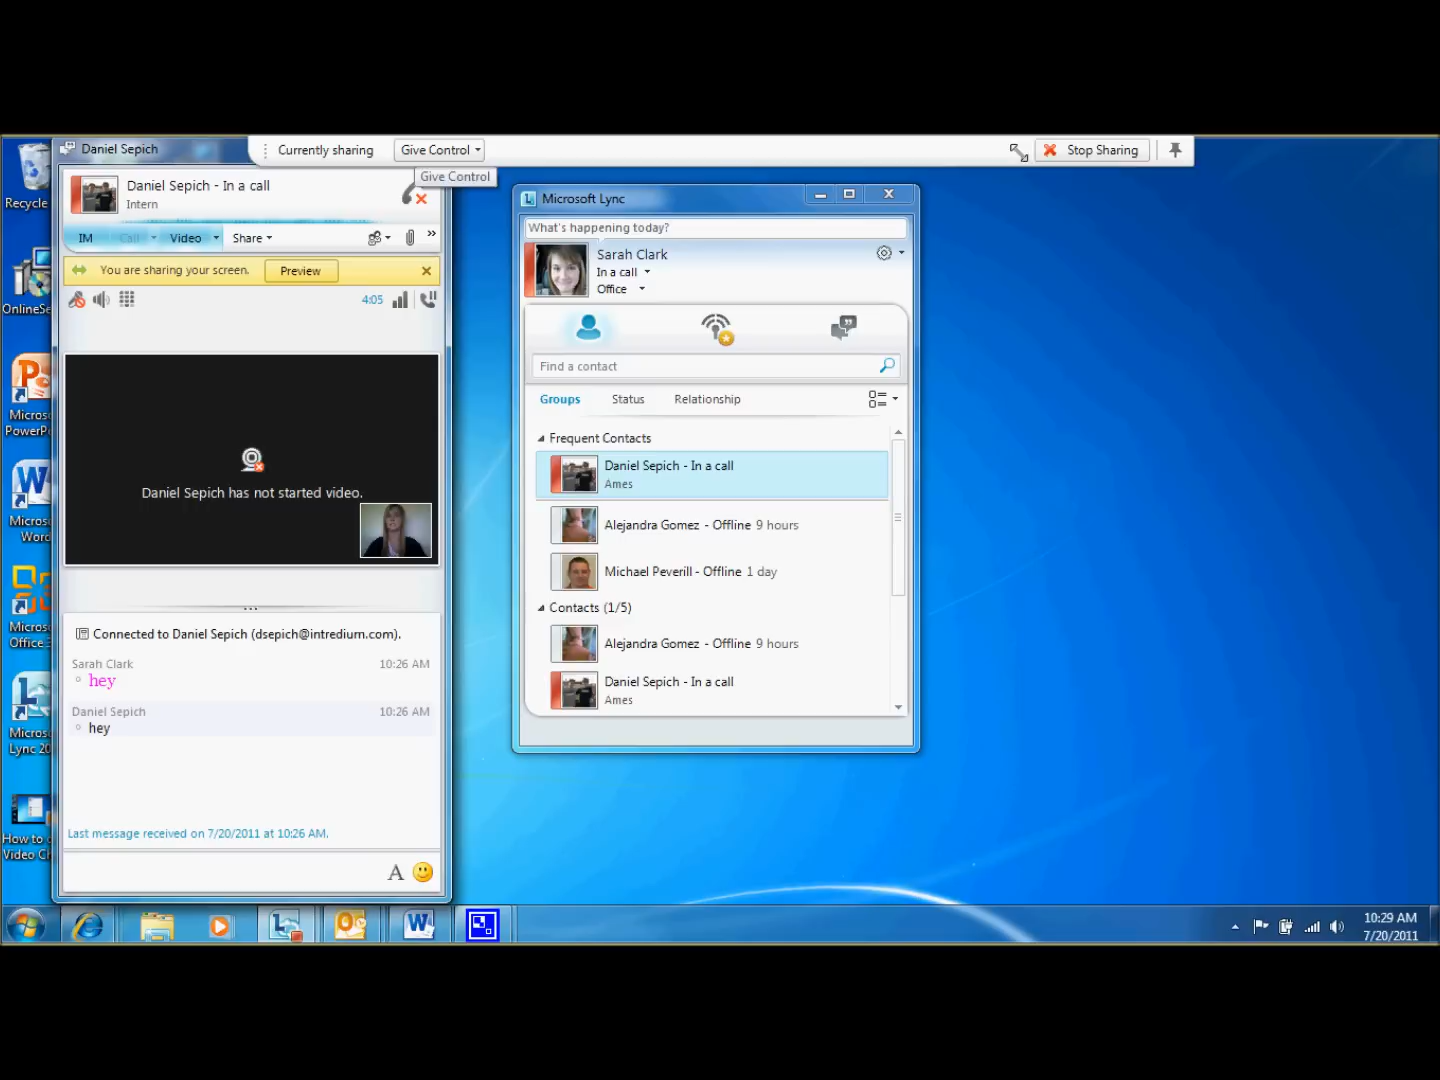 Daniel Sepich
Currently sharing
Give Control
Stop Sharing
Give Control
Recycle
Daniel Sepich - In a call
Intern
IM
Call
Video
Share
You are sharing your screen.
Preview
4:05
OnlineSe
Daniel Sepich has not started video.
Micros
PowerPo
Micros
Word
Micros
Office 3
Micros
Lync 20
How to
Video C
Connected to Daniel Sepich (dsepich@intredium.com).
Sarah Clark 10:26 AM
hey
Daniel Sepich 10:26 AM
hey
Last message received on 7/20/2011 at 10:26 AM.
A
Microsoft Lync
What's happening today?
Sarah Clark
In a call
Office
Find a contact
Groups Status Relationship
Frequent Contacts
Daniel Sepich - In a call
Ames
Alejandra Gomez - Offline 9 hours
Michael Peverill - Offline 1 day
Contacts (1/5)
Alejandra Gomez - Offline 9 hours
Daniel Sepich - In a call
Ames
10:29 AM
7/20/2011